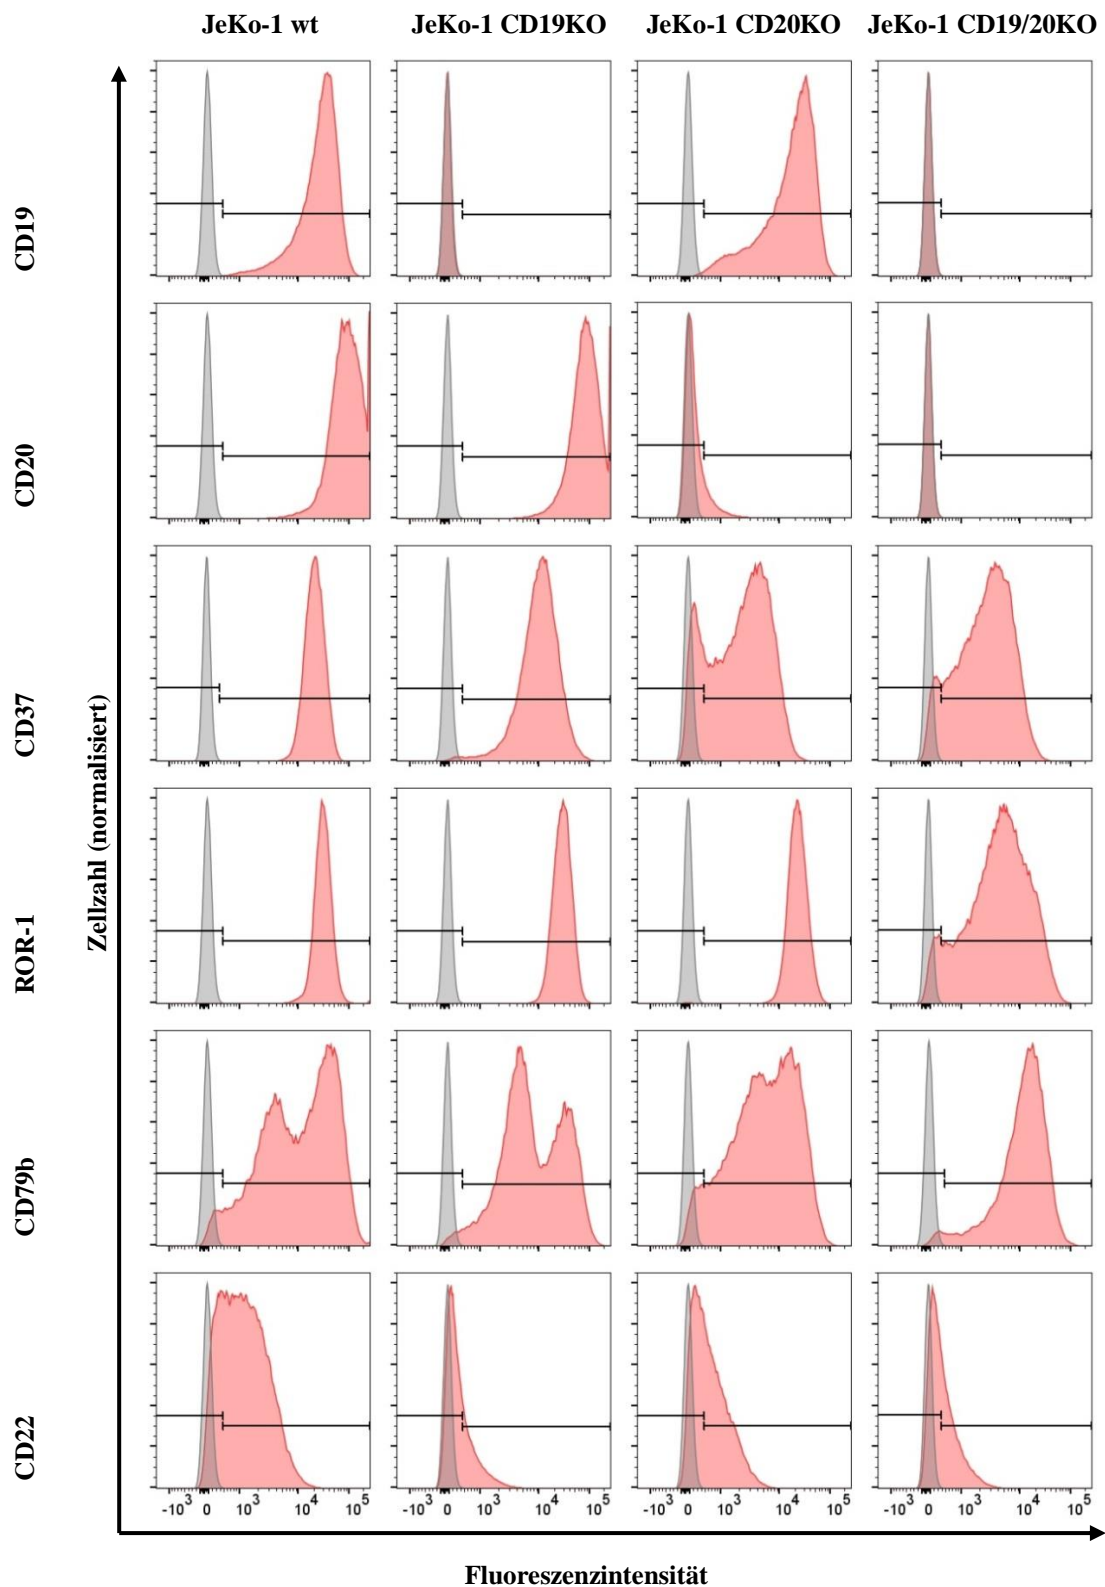 JeKo-1 wt JeKo-1 CD19KO JeKo-1 CD20KO JeKo-1 CD19/20KO
CD19
CD20
CD37
ROR-1
CD79b
CD22
Zellzahl (normalisiert)
-10³ 0 10³ 10⁴ 10⁵ -10³ 0 10³ 10⁴ 10⁵ -10³ 0 10³ 10⁴ 10⁵ -10³ 0 10³ 10⁴ 10⁵
Fluoreszenzintensität